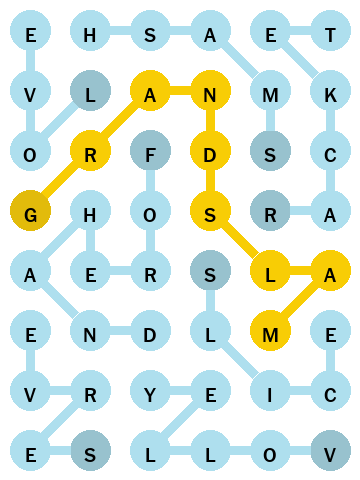 E H S A E T
V L A N M K
O R F D S C
G H O S R A
A E R S L A
E N D L M E
V R Y E I C
E S L L O V